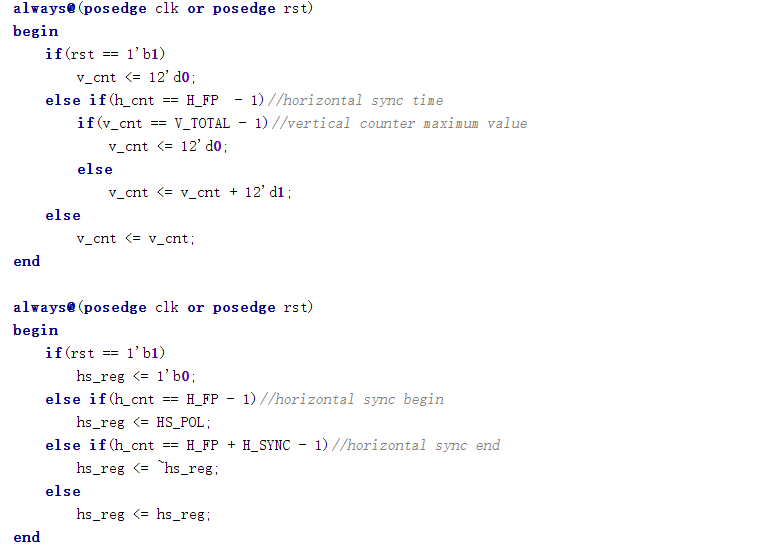 always@(posedge clk or posedge rst)
begin
    if(rst == 1'b1)
        v_cnt <= 12'd0;
    else if(h_cnt == H_FP  - 1)//horizontal sync time
        if(v_cnt == V_TOTAL - 1)//vertical counter maximum value
            v_cnt <= 12'd0;
        else
            v_cnt <= v_cnt + 12'd1;
    else
        v_cnt <= v_cnt;
end

always@(posedge clk or posedge rst)
begin
    if(rst == 1'b1)
        hs_reg <= 1'b0;
    else if(h_cnt == H_FP - 1)//horizontal sync begin
        hs_reg <= HS_POL;
    else if(h_cnt == H_FP + H_SYNC - 1)//horizontal sync end
        hs_reg <= ~hs_reg;
    else
        hs_reg <= hs_reg;
end